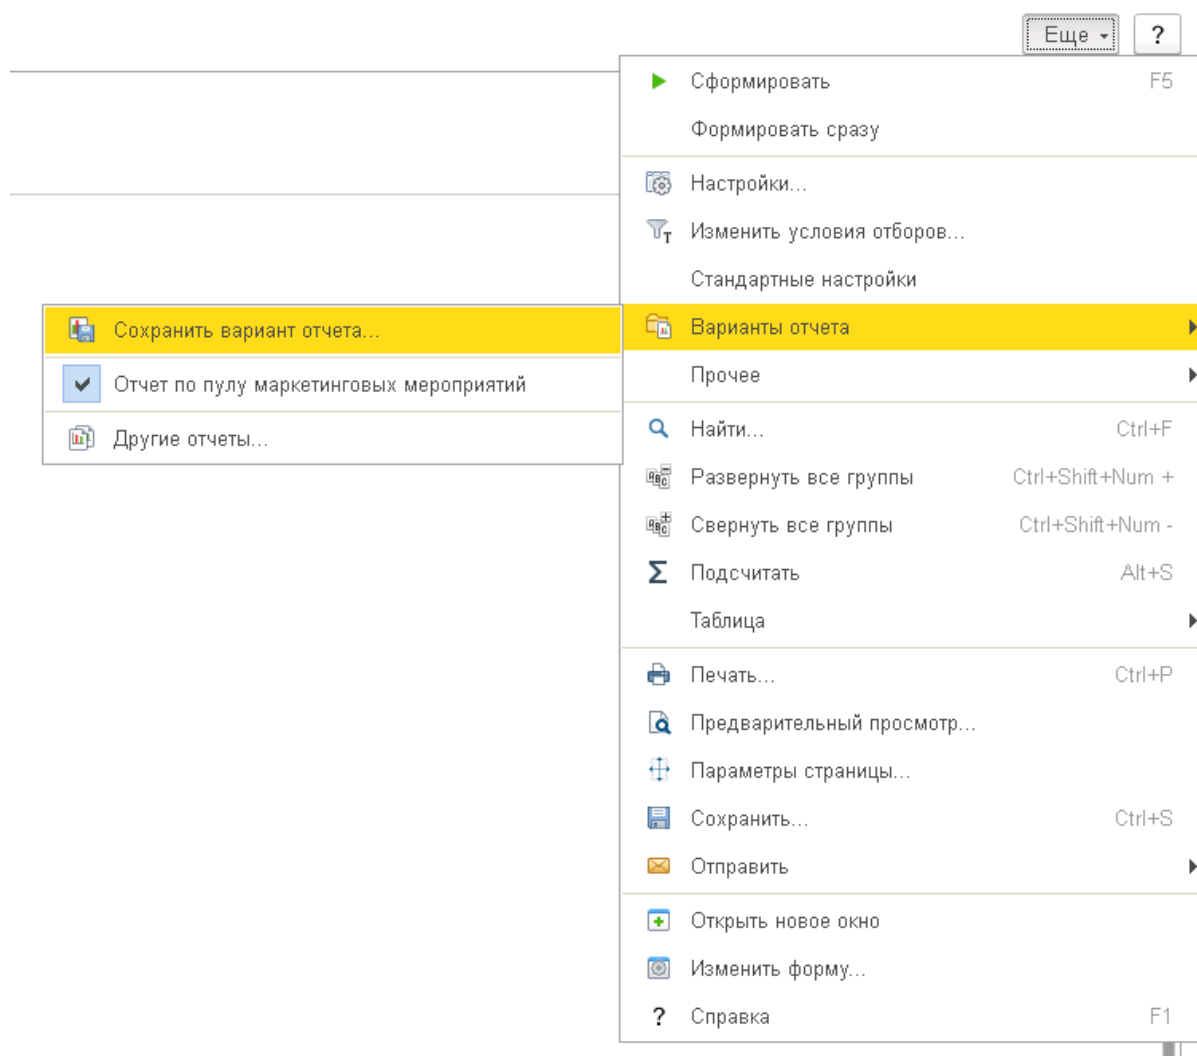 Еще ?
Сформировать F5
Формировать сразу
Настройки...
Изменить условия отборов...
Стандартные настройки
Варианты отчета
Сохранить вариант отчета...
Отчет по пулу маркетинговых мероприятий
Другие отчеты...
Прочее
Найти... Ctrl+F
Развернуть все группы Ctrl+Shift+Num +
Свернуть все группы Ctrl+Shift+Num -
Подсчитать Alt+S
Таблица
Печать... Ctrl+P
Предварительный просмотр...
Параметры страницы...
Сохранить... Ctrl+S
Отправить
Открыть новое окно
Изменить форму...
? Справка F1